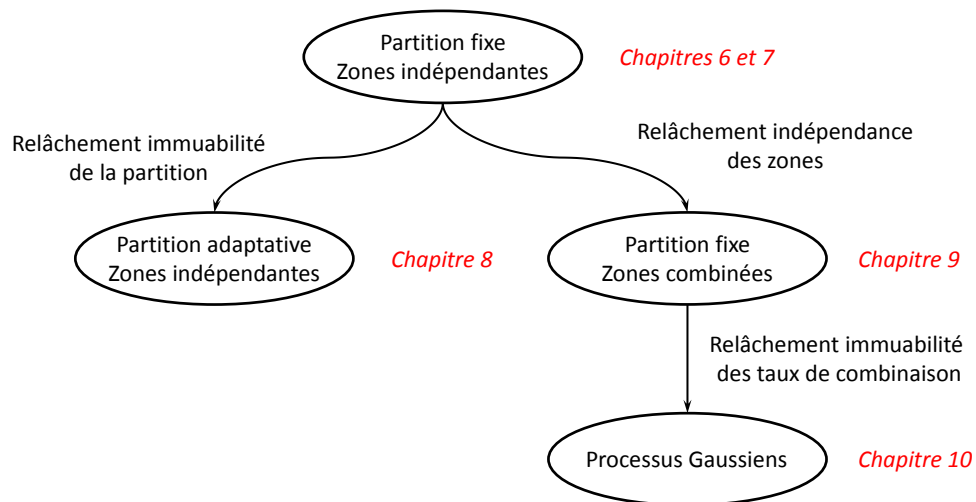 Partition fixe
Zones indépendantes
Chapitres 6 et 7
Relâchement immuabilité
de la partition
Relâchement indépendance
des zones
Partition adaptative
Zones indépendantes
Chapitre 8
Partition fixe
Zones combinées
Chapitre 9
Relâchement immuabilité
des taux de combinaison
Processus Gaussiens
Chapitre 10